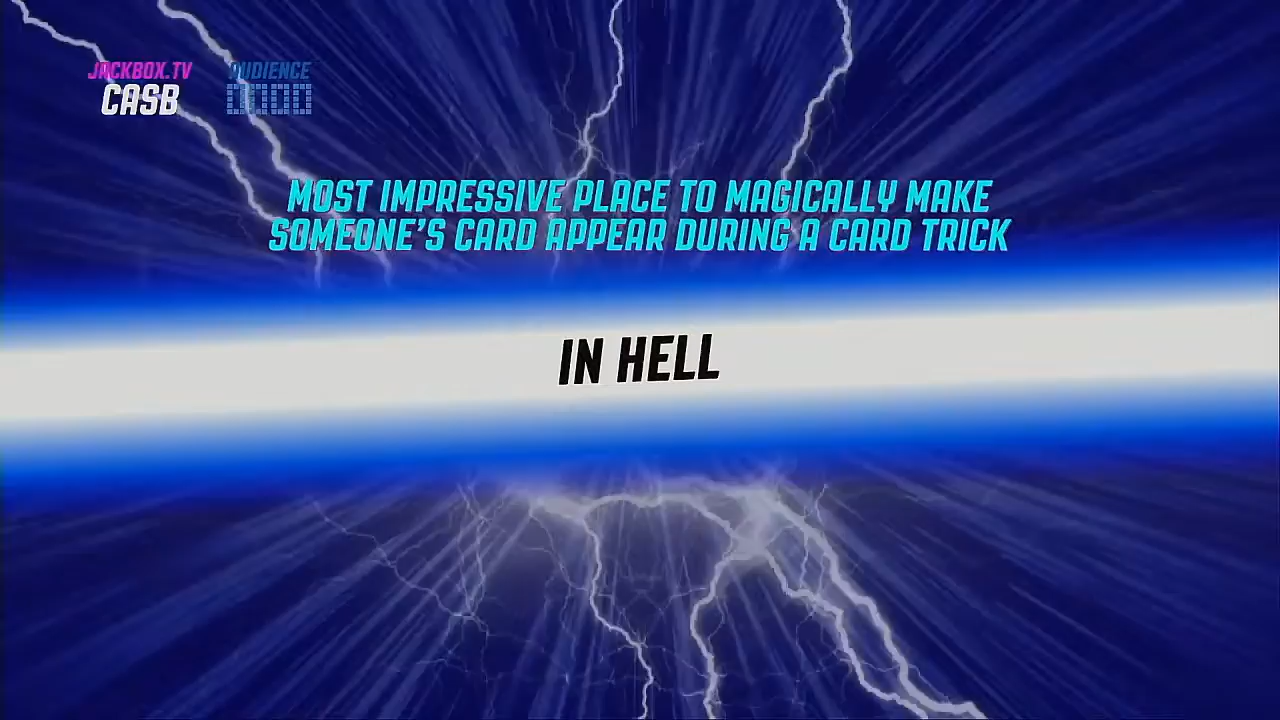 JACKBOX.TV
CASB
AUDIENCE
MOST IMPRESSIVE PLACE TO MAGICALLY MAKE
SOMEONE'S CARD APPEAR DURING A CARD TRICK
IN HELL